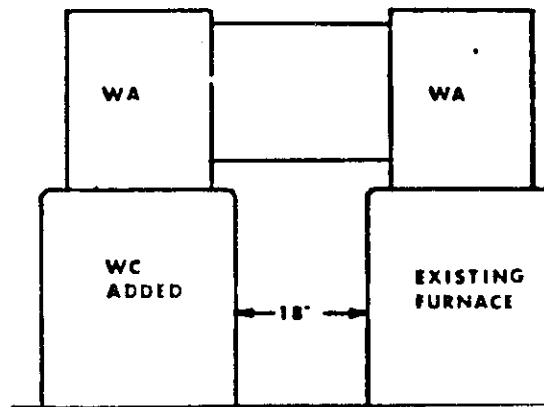 WA
WA
WC
ADDED
EXISTING
FURNACE
18"